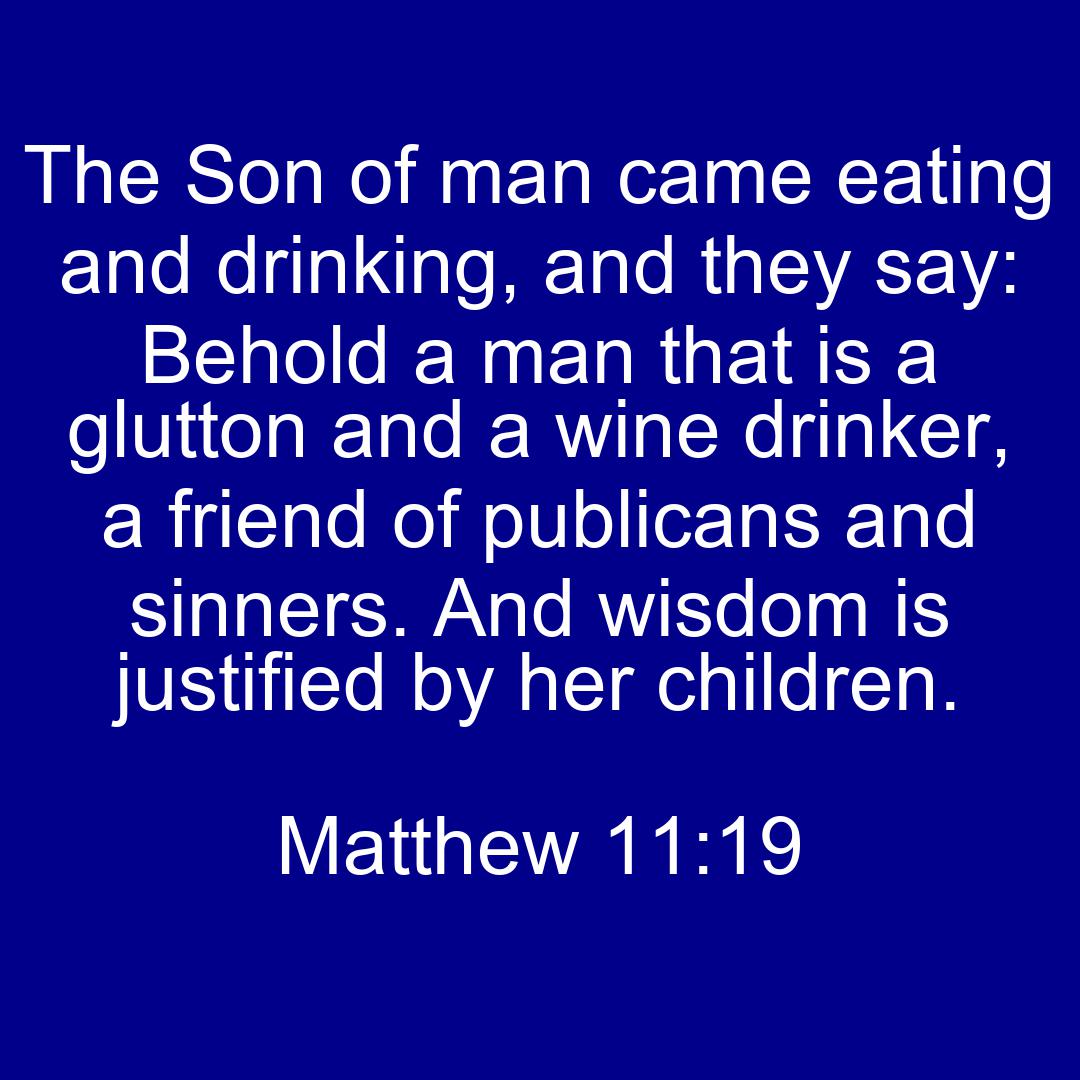 The Son of man came eating
and drinking, and they say:
Behold a man that is a
glutton and a wine drinker,
a friend of publicans and
sinners. And wisdom is
justified by her children.
Matthew 11:19